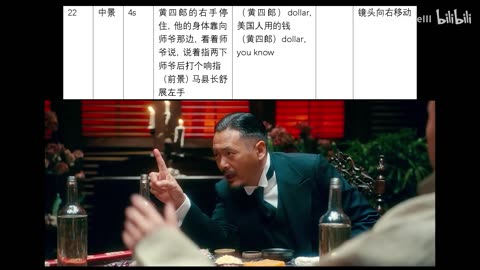 22
中景
4s
黄四郎的右手停
住，他的身体靠向
师爷那边，看着师
爷说，说着指两下
师爷后打个响指
（前景）马县长舒
展左手
（黄四郎）dollar,
美国人用的钱
（黄四郎）dollar,
you know
镜头向右移动
eIII
bilibili